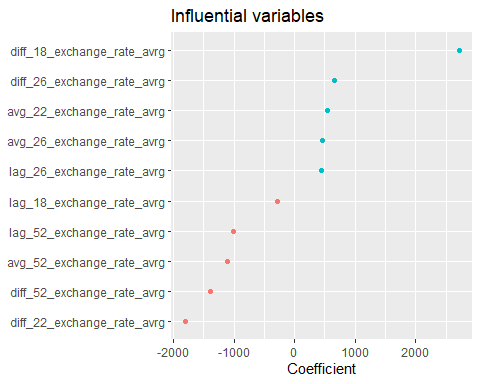 Influential variables
diff_18_exchange_rate_avrg
diff_26_exchange_rate_avrg
avg_22_exchange_rate_avrg
avg_26_exchange_rate_avrg
lag_26_exchange_rate_avrg
lag_18_exchange_rate_avrg
lag_52_exchange_rate_avrg
avg_52_exchange_rate_avrg
diff_52_exchange_rate_avrg
diff_22_exchange_rate_avrg
-2000 -1000 0 1000 2000
Coefficient